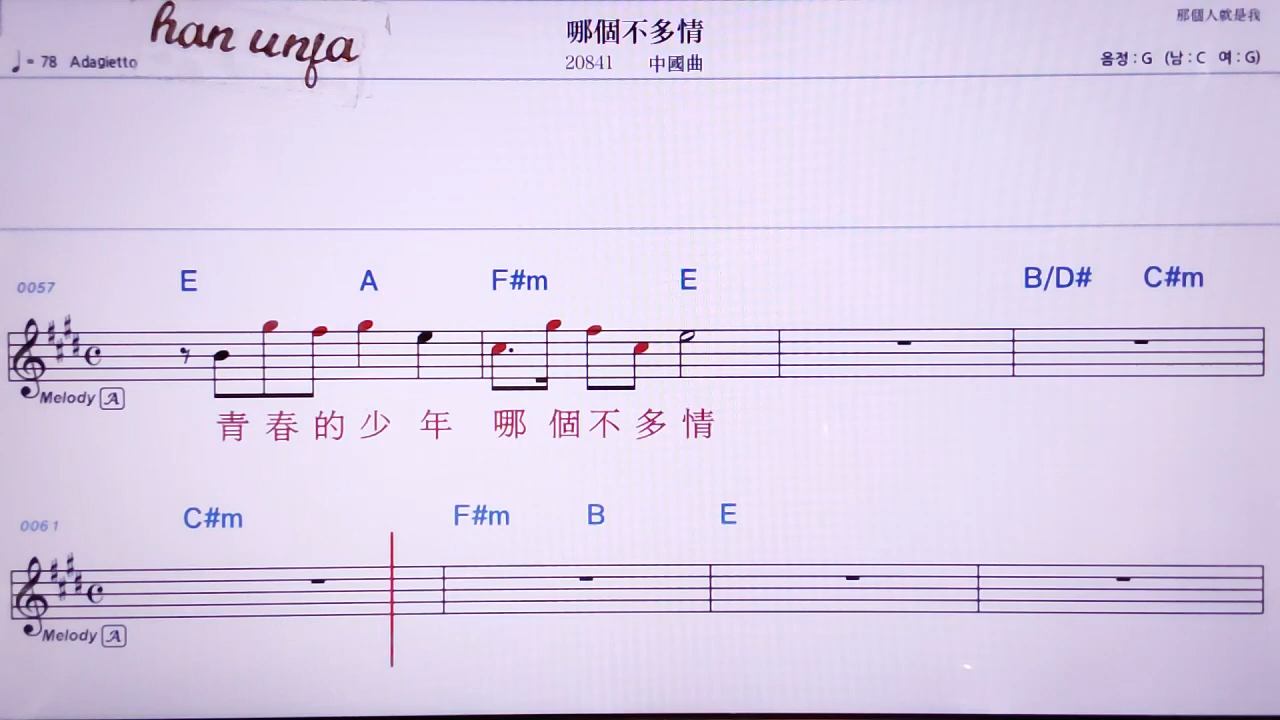 han unfa
哪個不多情
那個人就是我
♩= 78 Adagietto
20841 中國曲
음정 : G (남 : C 여 : G)
E A F#m E B/D# C#m
0057
Melody A
青春的少年 哪個不多情
C#m F#m B E
0061
Melody A